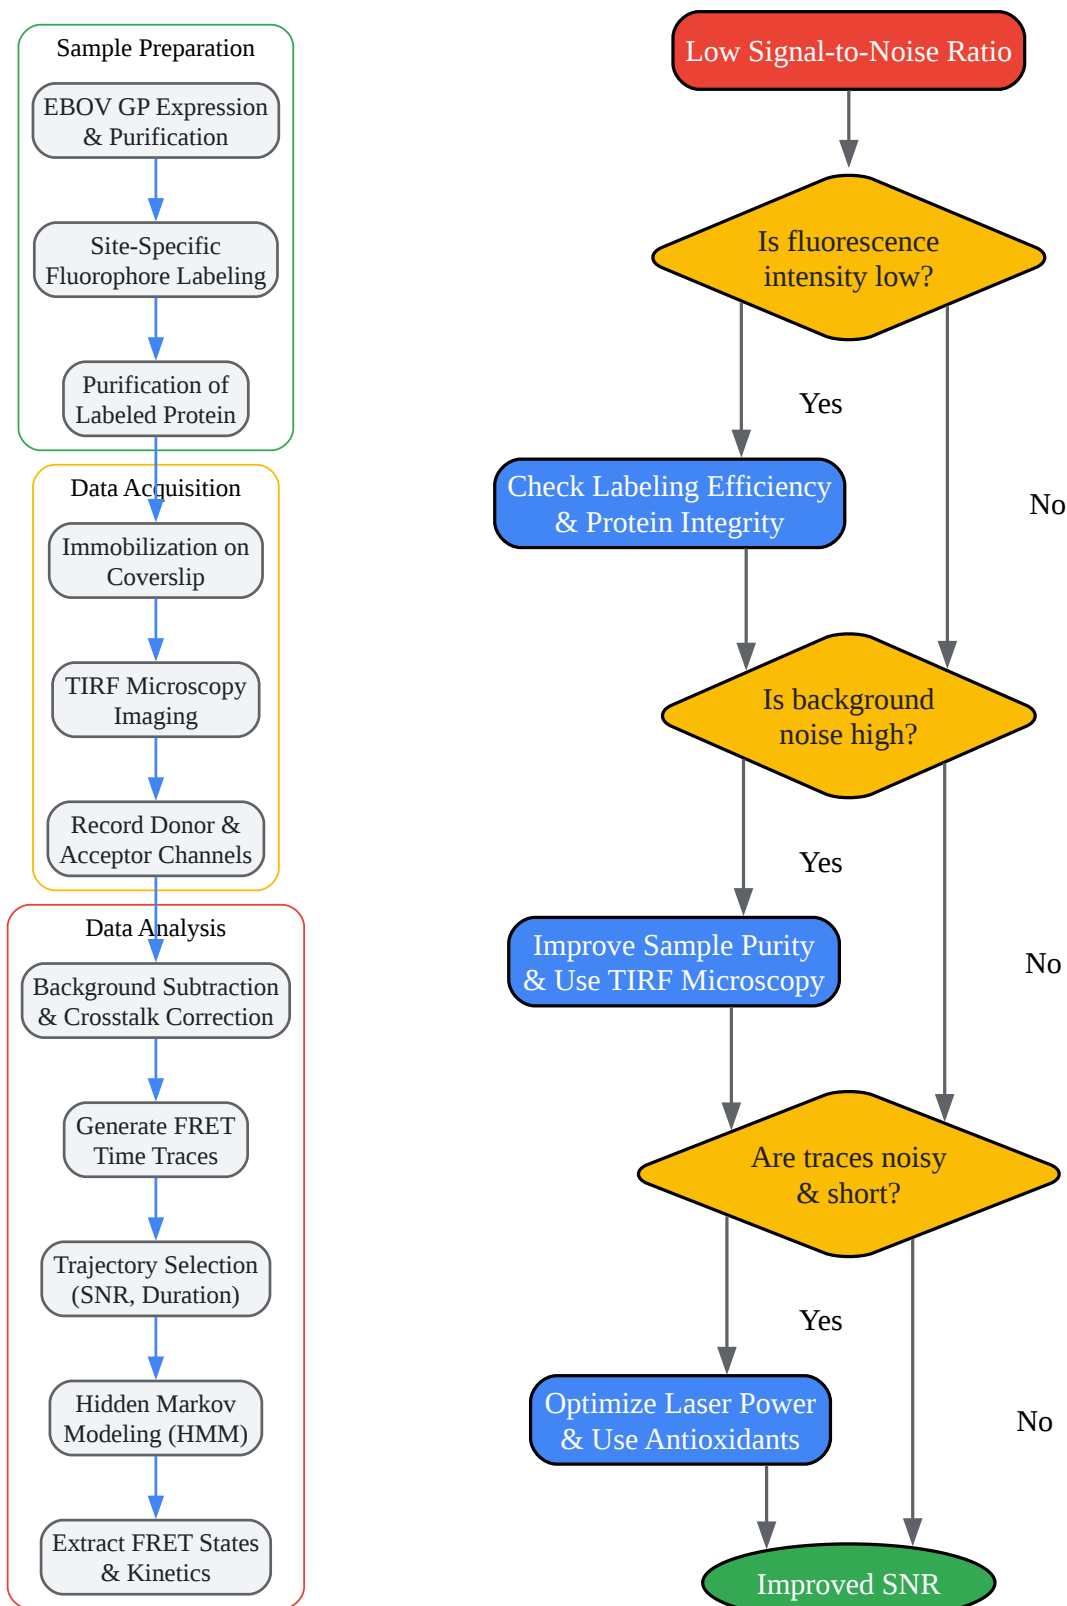 Sample Preparation
EBOV GP Expression
& Purification
Site-Specific
Fluorophore Labeling
Purification of
Labeled Protein
Data Acquisition
Immobilization on
Coverslip
TIRF Microscopy
Imaging
Record Donor &
Acceptor Channels
Data Analysis
Background Subtraction
& Crosstalk Correction
Generate FRET
Time Traces
Trajectory Selection
(SNR, Duration)
Hidden Markov
Modeling (HMM)
Extract FRET States
& Kinetics
Low Signal-to-Noise Ratio
Is fluorescence
intensity low?
Yes
No
Check Labeling Efficiency
& Protein Integrity
Is background
noise high?
Yes
No
Improve Sample Purity
& Use TIRF Microscopy
Are traces noisy
& short?
Yes
No
Optimize Laser Power
& Use Antioxidants
Improved SNR